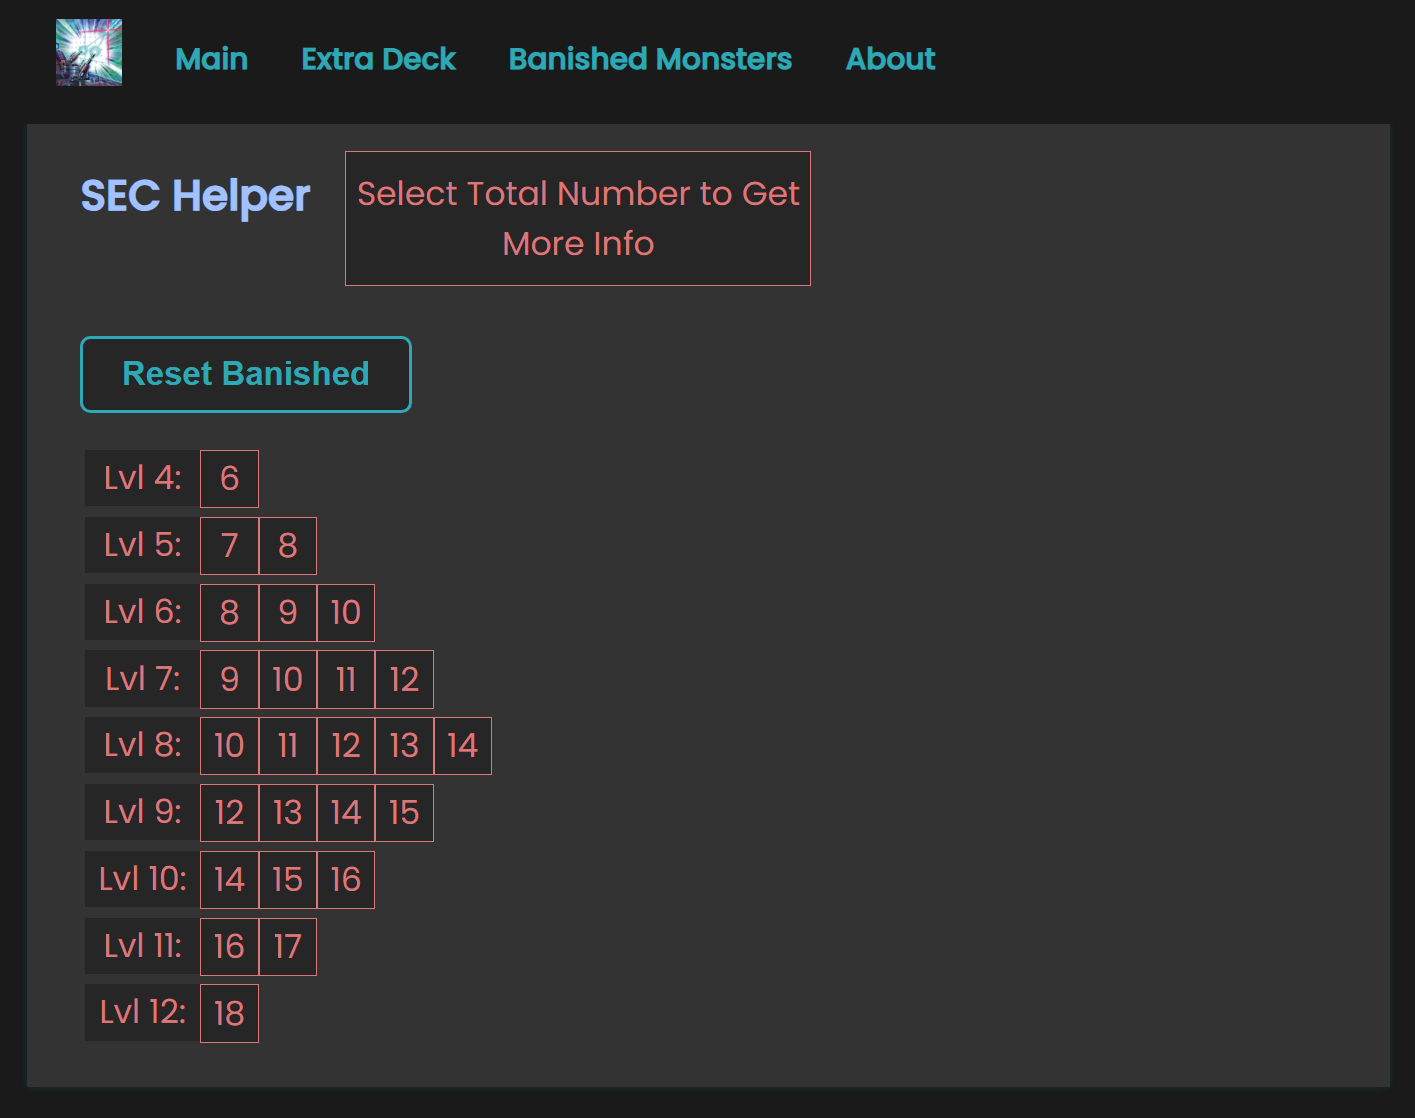 Main Extra Deck Banished Monsters About
SEC Helper
Select Total Number to Get
More Info
Reset Banished
Lvl 4: 6
Lvl 5: 7 8
Lvl 6: 8 9 10
Lvl 7: 9 10 11 12
Lvl 8: 10 11 12 13 14
Lvl 9: 12 13 14 15
Lvl 10: 14 15 16
Lvl 11: 16 17
Lvl 12: 18